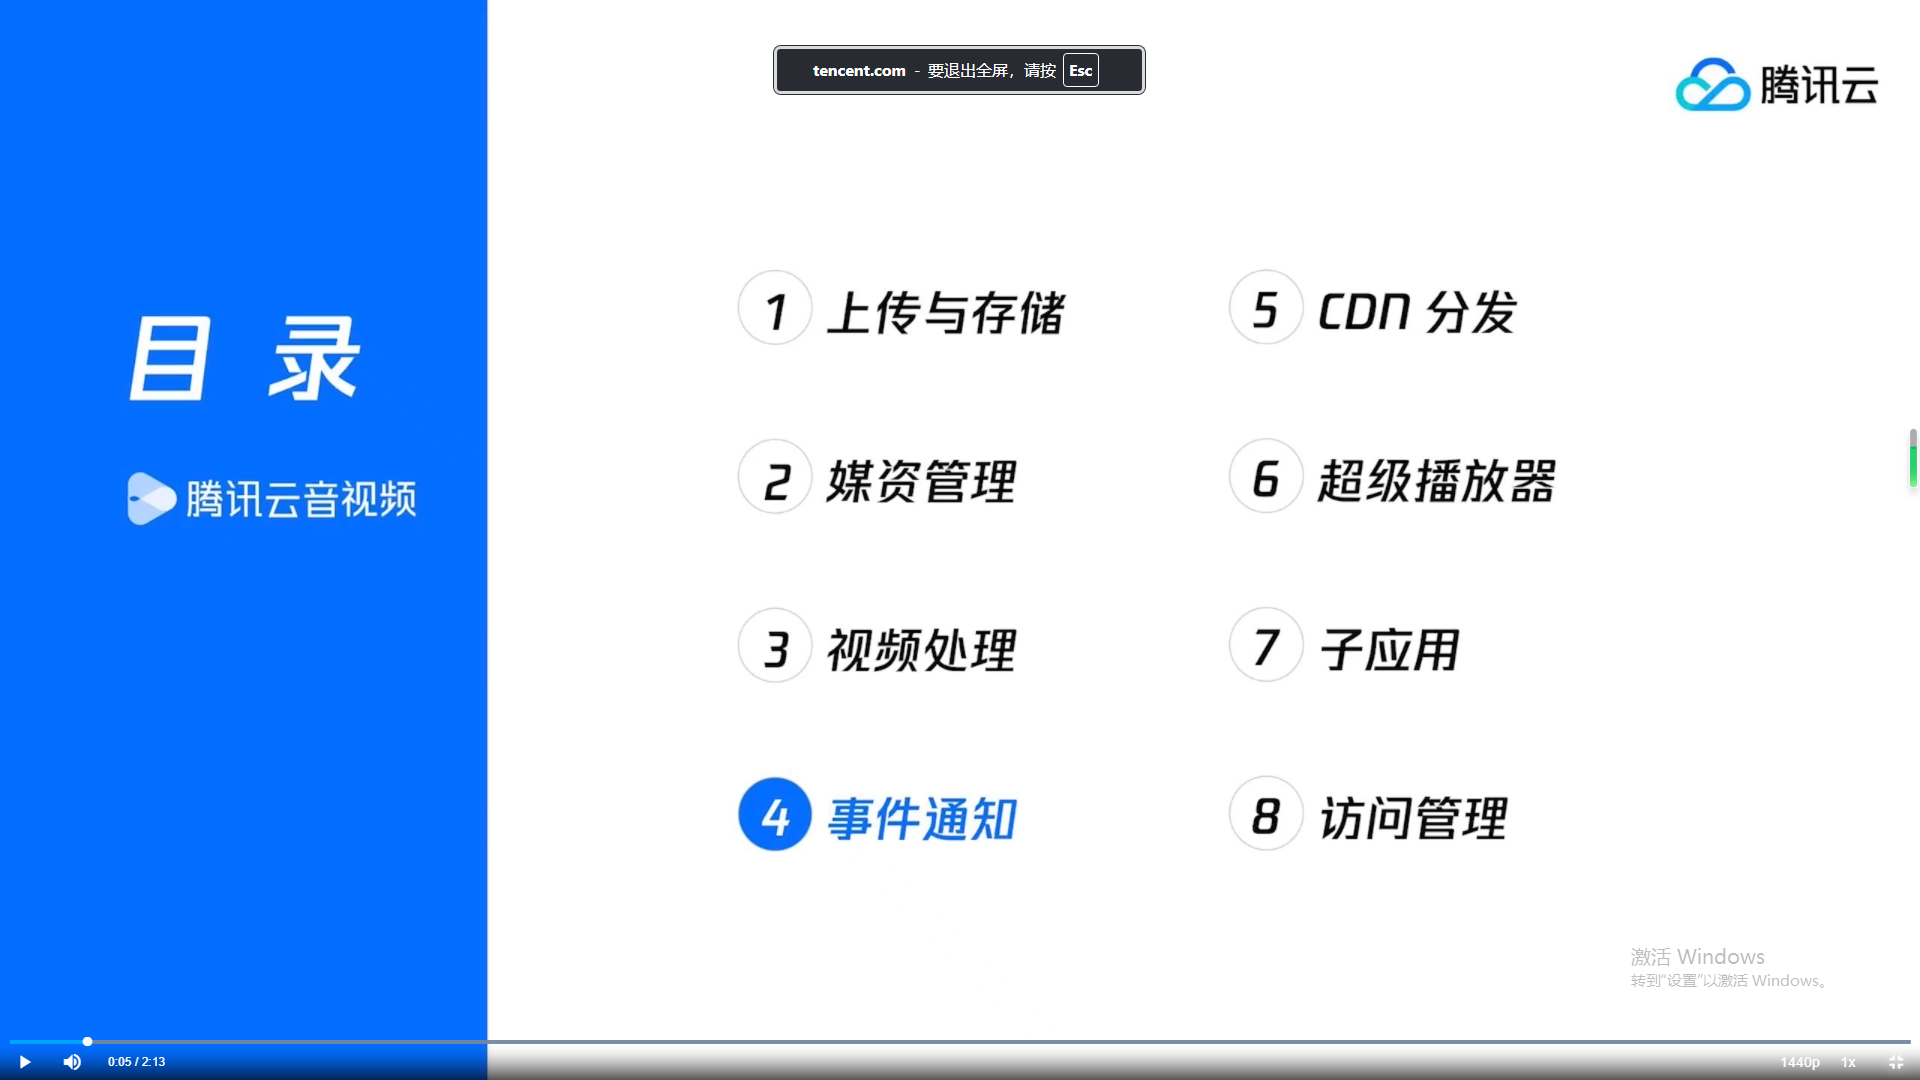 tencent.com - 要退出全屏，请按 Esc
腾讯云
目 录
腾讯云音视频
1 上传与存储
2 媒资管理
3 视频处理
4 事件通知
5 CDN 分发
6 超级播放器
7 子应用
8 访问管理
激活 Windows
转到“设置”以激活 Windows。
0:05 / 2:13
1440p 1x